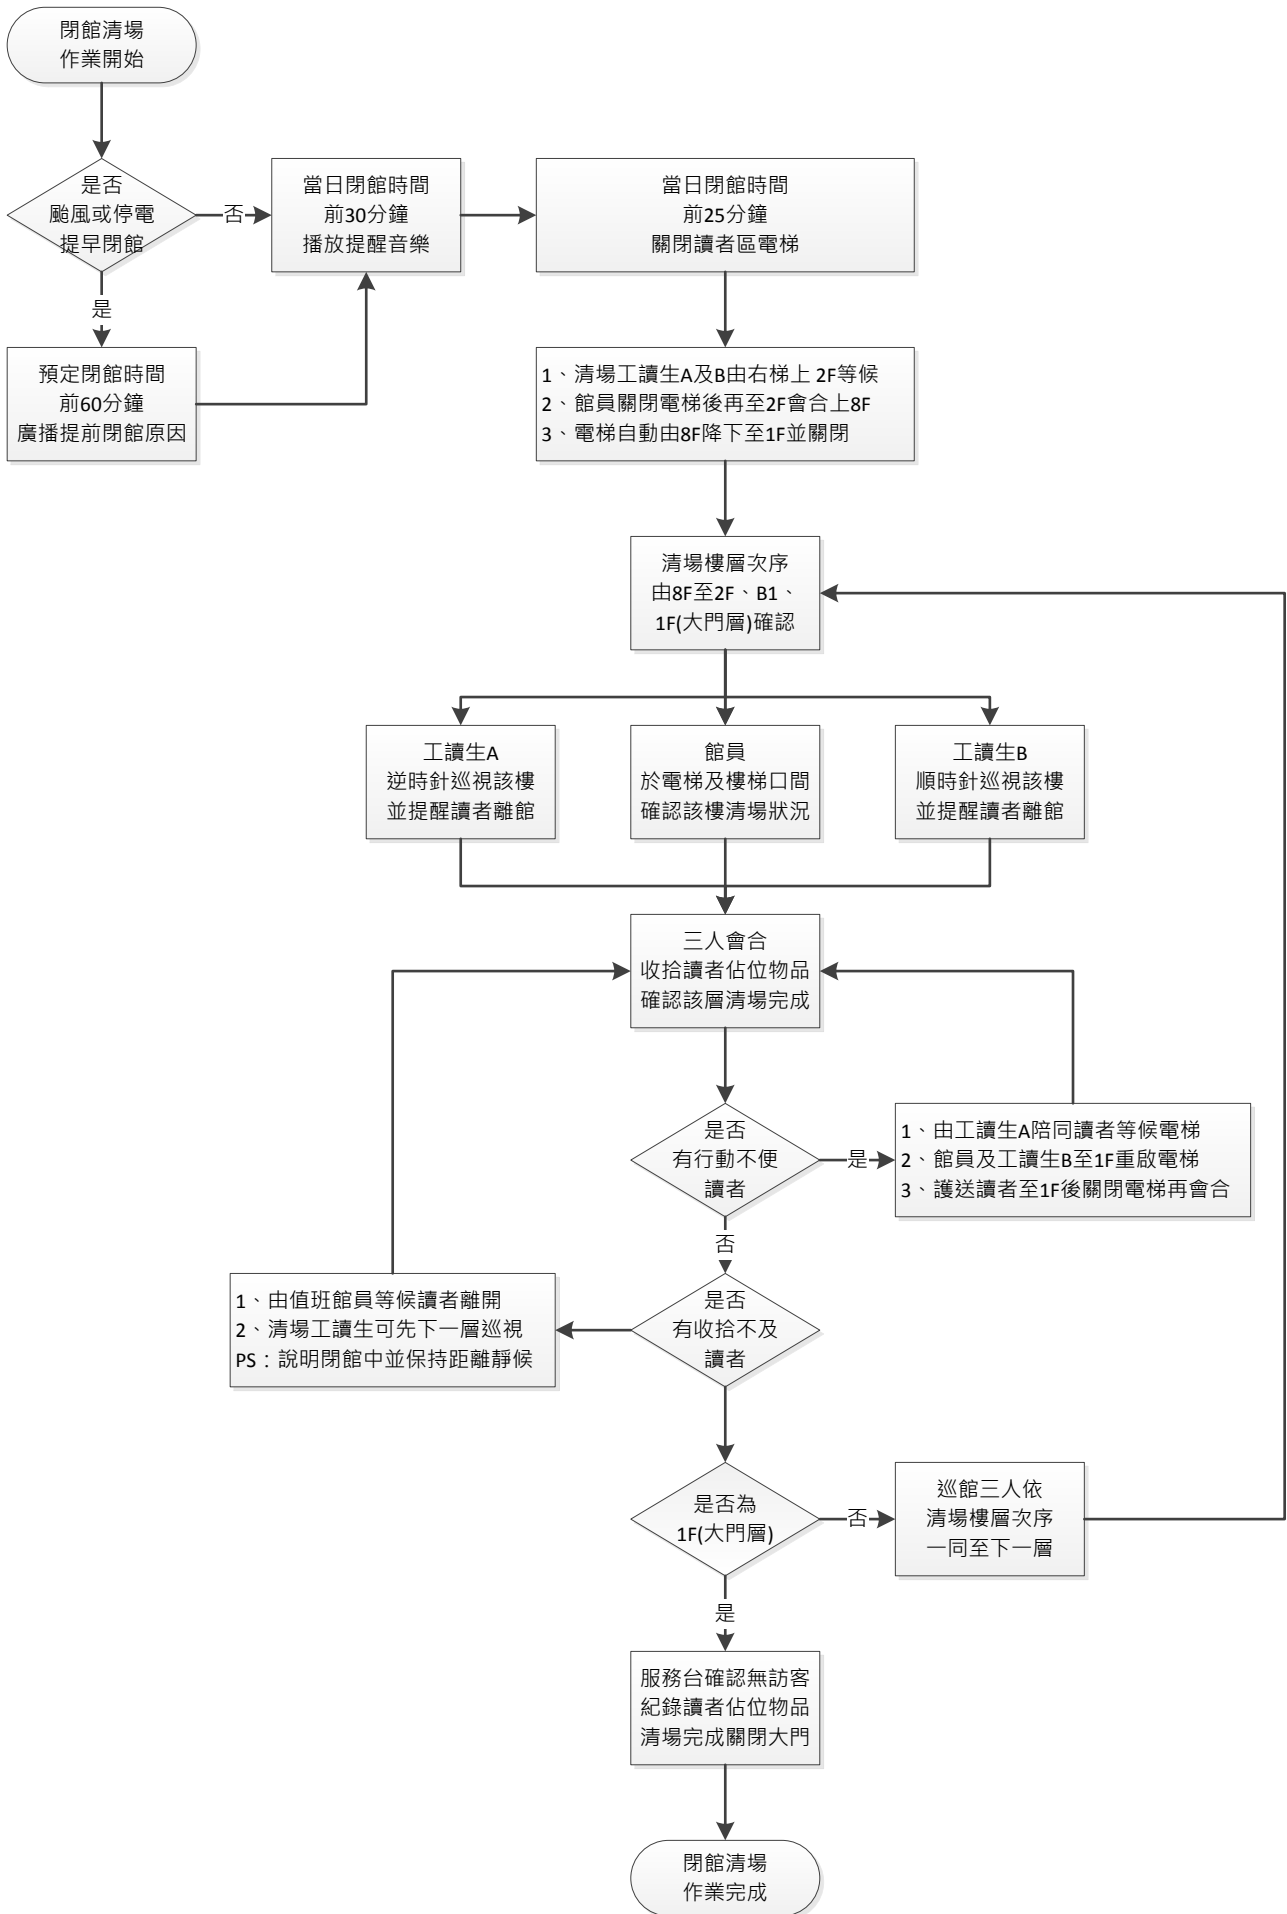 閉館清場
作業開始
是否
颱風或停電
提早閉館
否
當日閉館時間
前30分鐘
播放提醒音樂
當日閉館時間
前25分鐘
關閉讀者區電梯
是
預定閉館時間
前60分鐘
廣播提前閉館原因
1、清場工讀生A及B由右梯上 2F等候
2、館員關閉電梯後再至2F會合上8F
3、電梯自動由8F降下至1F並關閉
清場樓層次序
由8F至2F、B1、
1F(大門層)確認
工讀生A
逆時針巡視該樓
並提醒讀者離館
館員
於電梯及樓梯口間
確認該樓清場狀況
工讀生B
順時針巡視該樓
並提醒讀者離館
三人會合
收拾讀者佔位物品
確認該層清場完成
是否
有行動不便
讀者
是
1、由工讀生A陪同讀者等候電梯
2、館員及工讀生B至1F重啟電梯
3、護送讀者至1F後關閉電梯再會合
否
是否
有收拾不及
讀者
1、由值班館員等候讀者離開
2、清場工讀生可先下一層巡視
PS：說明閉館中並保持距離靜候
是否為
1F(大門層)
否
巡館三人依
清場樓層次序
一同至下一層
是
服務台確認無訪客
紀錄讀者佔位物品
清場完成關閉大門
閉館清場
作業完成